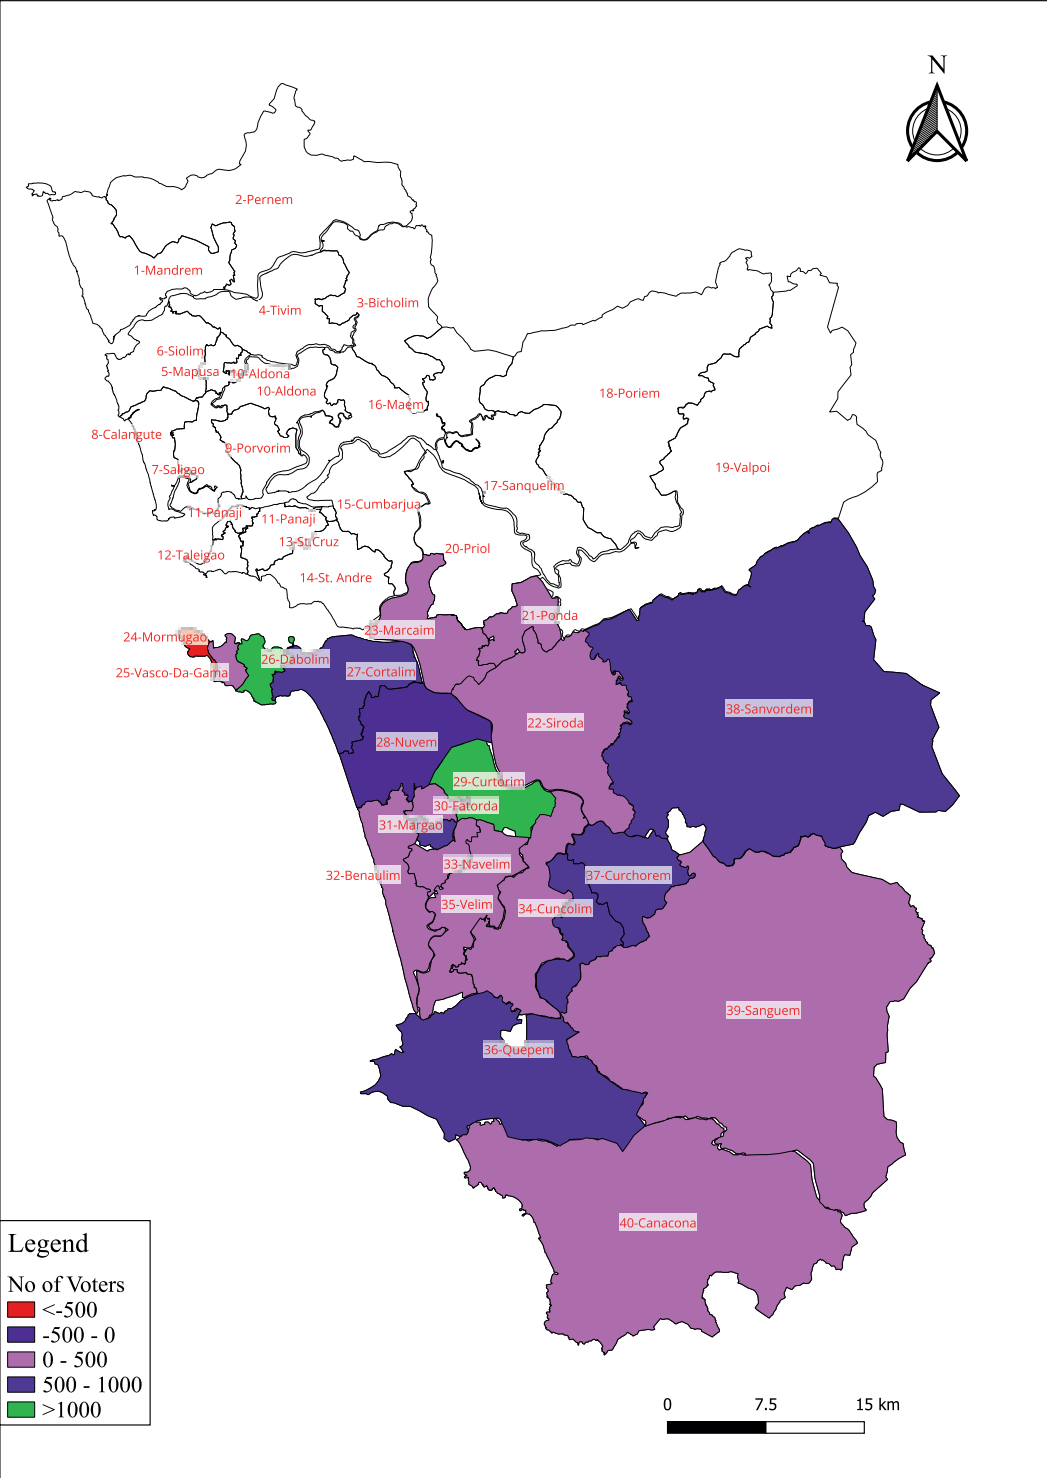 N
2-Pernem
1-Mandrem
3-Bicholim
4-Tivim
6-Siolim
5-Mapusa
10-Aldona
10-Aldona
18-Poriem
16-Maem
8-Calangute
9-Porvorim
19-Valpoi
7-Saligao
17-Sanquelim
15-Cumbarjua
11-Panaji
11-Panaji
13-St.Cruz
20-Priol
12-Taleigao
14-St. Andre
21-Ponda
23-Marcaim
24-Mormugao
26-Dabolim
25-Vasco-Da-Gama
27-Cortalim
38-Sanvordem
22-Siroda
28-Nuvem
29-Curtorim
30-Fatorda
31-Margao
33-Navelim
32-Benaulim
37-Curchorem
35-Velim
34-Cuncolim
39-Sanguem
36-Quepem
40-Canacona
Legend
No of Voters
<-500
-500 - 0
0 - 500
500 - 1000
>1000
0 7.5 15 km